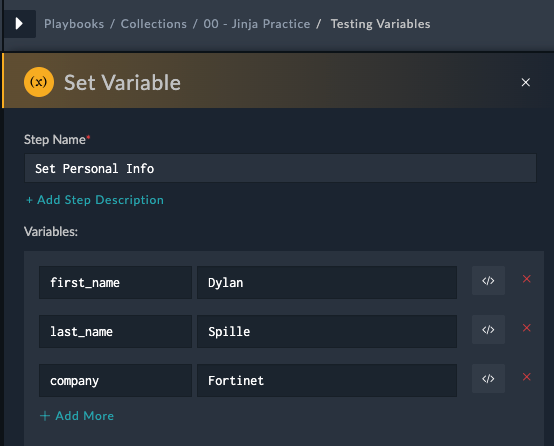 Playbooks / Collections / 00 - Jinja Practice / Testing Variables
(x) Set Variable ×
Step Name*
Set Personal Info
+ Add Step Description
Variables:
first_name Dylan </> ×
last_name Spille </> ×
company Fortinet </> ×
+ Add More